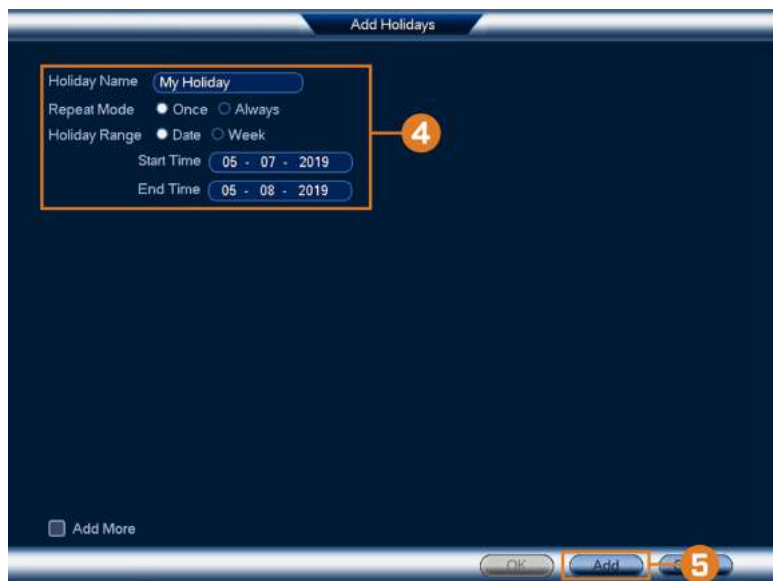 Add Holidays
Holiday Name My Holiday
Repeat Mode Once Always
Holiday Range Date Week
4
Start Time 05 - 07 - 2019
End Time 05 - 08 - 2019
Add More
OK Add 5